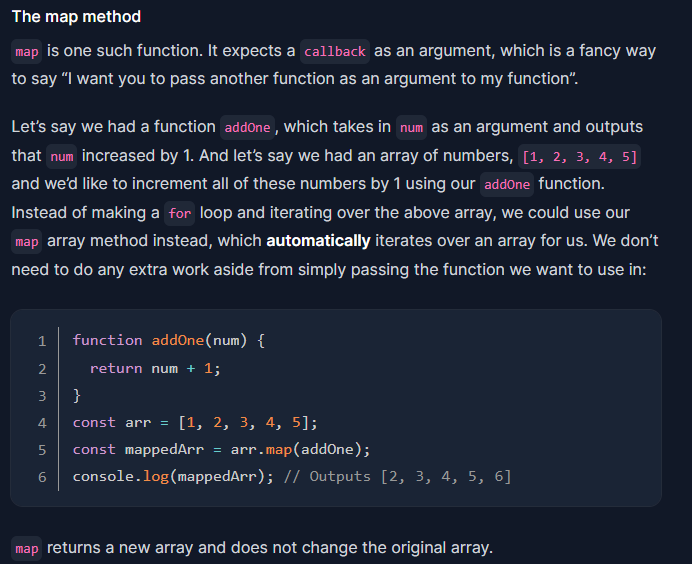 The map method
map is one such function. It expects a callback as an argument, which is a fancy way
to say “I want you to pass another function as an argument to my function”.
Let’s say we had a function addOne, which takes in num as an argument and outputs
that num increased by 1. And let’s say we had an array of numbers, [1, 2, 3, 4, 5]
and we’d like to increment all of these numbers by 1 using our addOne function.
Instead of making a for loop and iterating over the above array, we could use our
map array method instead, which automatically iterates over an array for us. We don’t
need to do any extra work aside from simply passing the function we want to use in:
1 function addOne(num) {
2   return num + 1;
3 }
4 const arr = [1, 2, 3, 4, 5];
5 const mappedArr = arr.map(addOne);
6 console.log(mappedArr); // Outputs [2, 3, 4, 5, 6]
map returns a new array and does not change the original array.